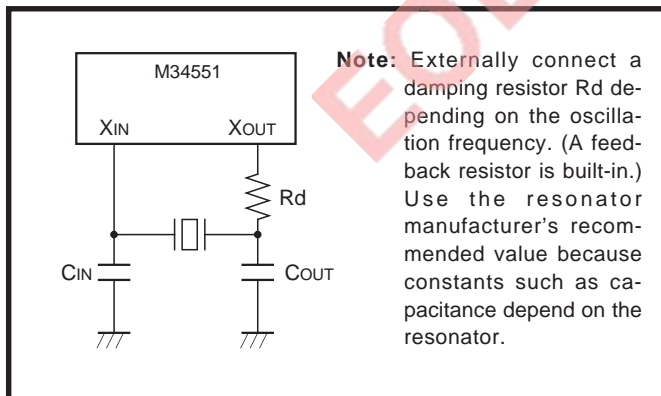 M34551
XIN
XOUT
Rd
CIN
COUT
Note: Externally connect a
damping resistor Rd de-
pending on the oscilla-
tion frequency. (A feed-
back resistor is built-in.)
Use the resonator
manufacturer's recom-
mended value because
constants such as ca-
pacitance depend on the
resonator.